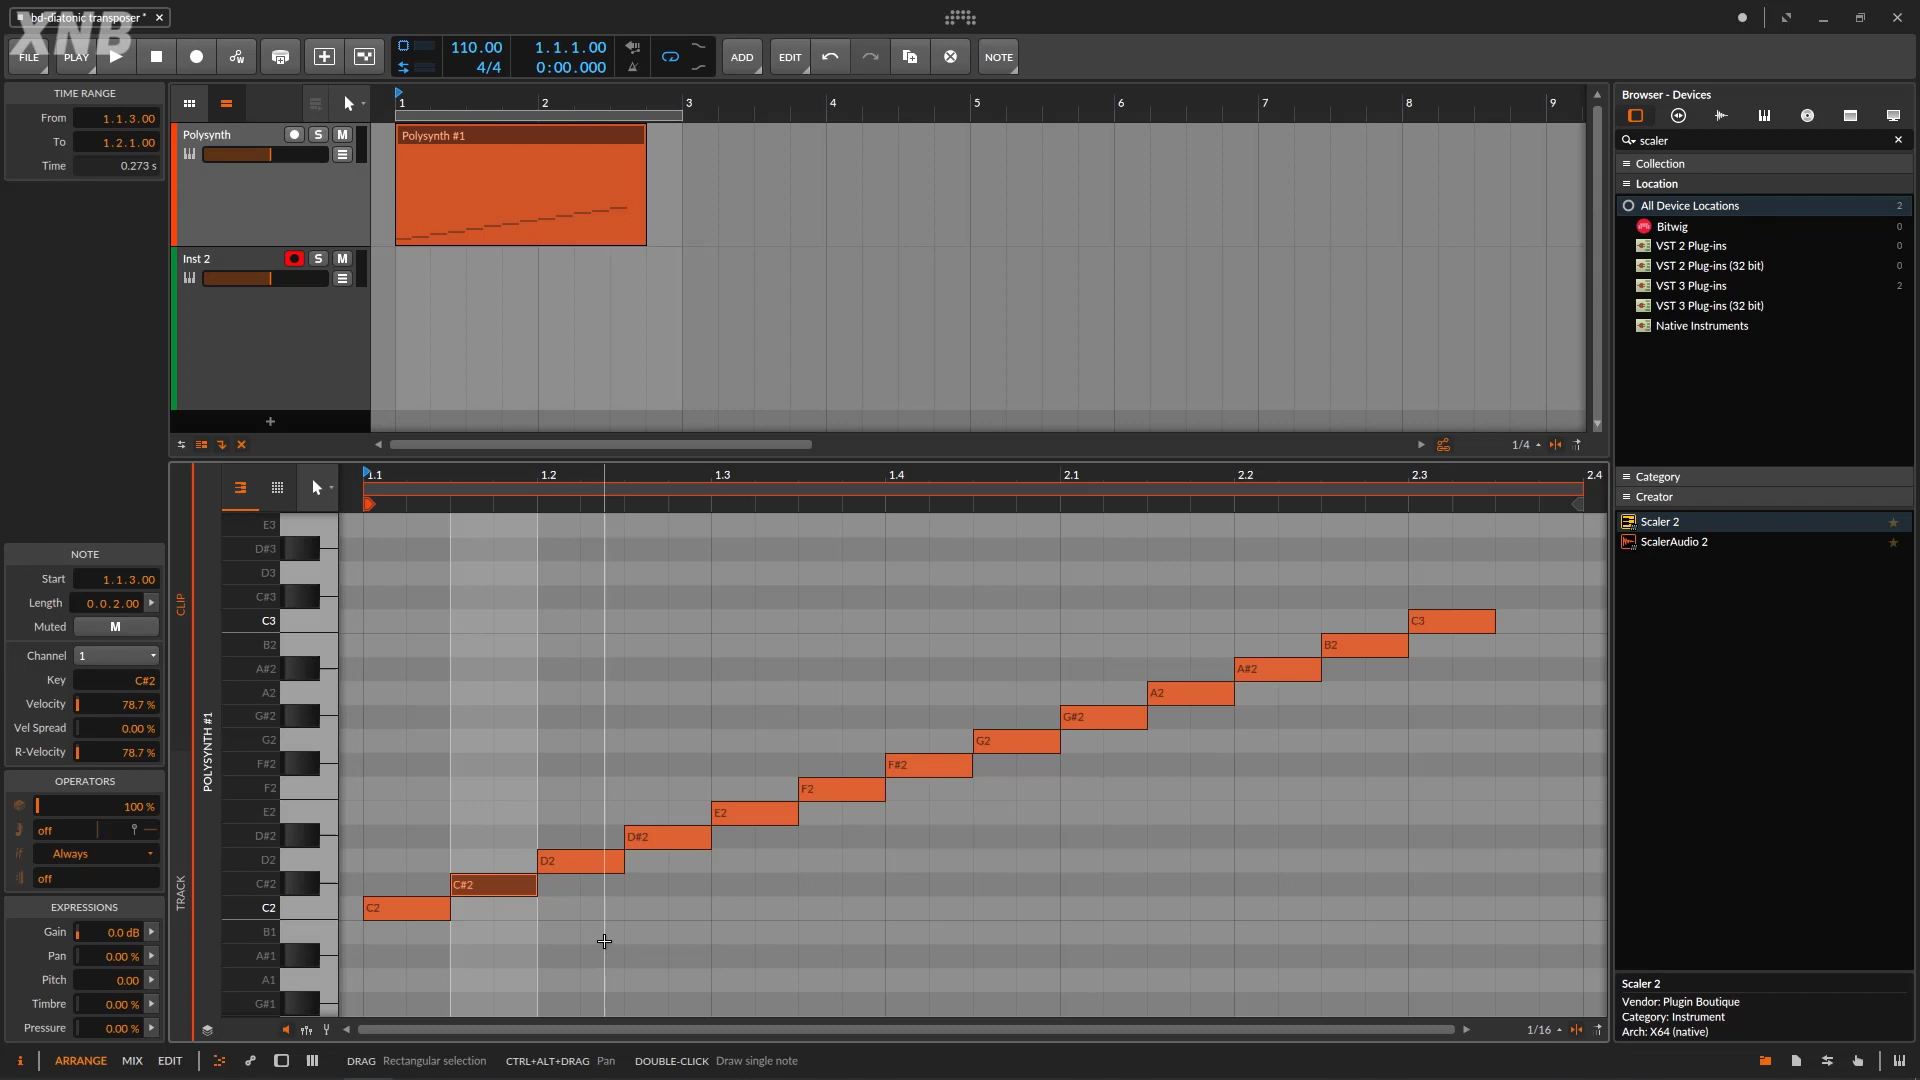 bd-diatonic transposer *
XNB
FILE
PLAY
110.00
4/4
1.1.1.00
0:00.000
ADD
EDIT
NOTE
TIME RANGE
From 1.1.3.00
To 1.2.1.00
Time 0.273 s
1 2 3 4 5 6 7 8 9
Polysynth
S M
Polysynth #1
Inst 2
S M
+
1/4
NOTE
Start 1.1.3.00
Length 0.0.2.00
Muted M
Channel 1
Key C#2
Velocity 78.7 %
Vel Spread 0.00 %
R-Velocity 78.7 %
OPERATORS
100 %
off
Always
off
EXPRESSIONS
Gain 0.0 dB
Pan 0.00 %
Pitch 0.00
Timbre 0.00 %
Pressure 0.00 %
CLIP
TRACK
POLYSYNTH #1
1.1 1.2 1.3 1.4 2.1 2.2 2.3 2.4
E3
D#3
D3
C#3
C3
B2
A#2
A2
G#2
G2
F#2
F2
E2
D#2
D2
C#2
C2
B1
A#1
A1
G#1
C3
B2
A#2
A2
G#2
G2
F#2
F2
E2
D#2
D2
C#2
C2
1/16
Browser - Devices
scaler
Collection
Location
All Device Locations 2
Bitwig 0
VST 2 Plug-ins 0
VST 2 Plug-ins (32 bit) 0
VST 3 Plug-ins 2
VST 3 Plug-ins (32 bit)
Native Instruments
Category
Creator
Scaler 2
ScalerAudio 2
Scaler 2
Vendor: Plugin Boutique
Category: Instrument
Arch: X64 (native)
i ARRANGE MIX EDIT
DRAG Rectangular selection CTRL+ALT+DRAG Pan DOUBLE-CLICK Draw single note